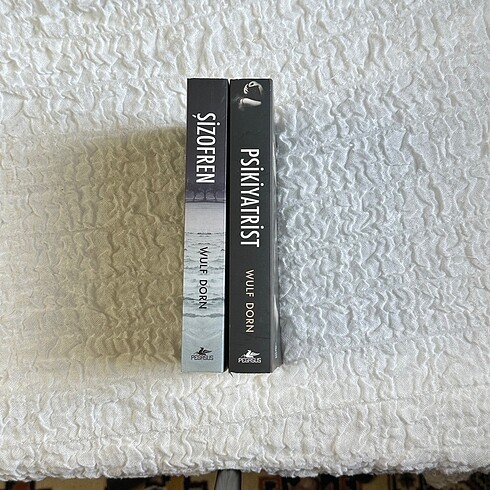 ŞİZOFREN
WULF DORN
PEGASUS
PSİKİYATRİST
WULF DORN
PEGASUS